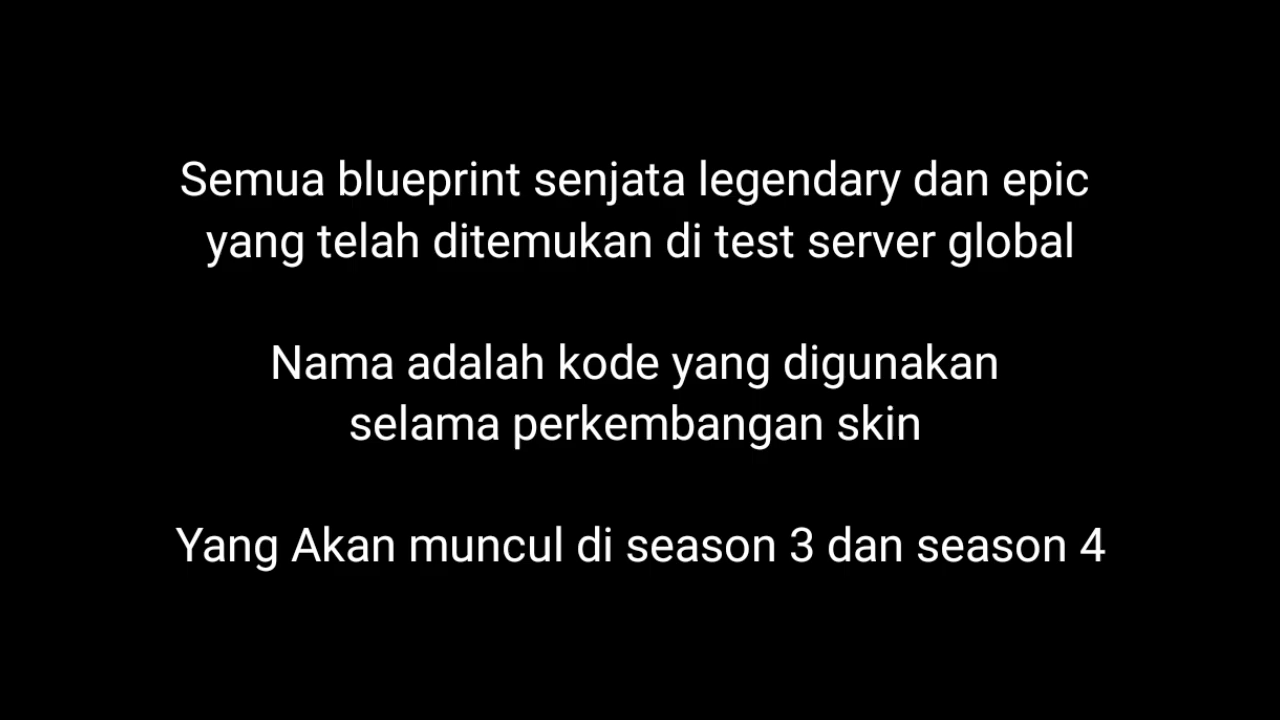 Semua blueprint senjata legendary dan epic
yang telah ditemukan di test server global
Nama adalah kode yang digunakan
selama perkembangan skin
Yang Akan muncul di season 3 dan season 4